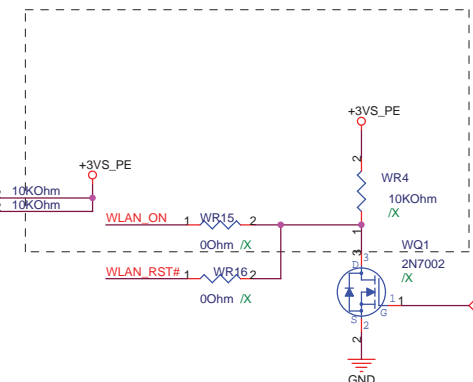 +3VS_PE
+3VS_PE
2
WR4
10KOhm
10KOhm
10KOhm
/X
WLAN_ON
1
WR15
2
1
0Ohm /X
3
WQ1
WLAN_RST#
1
WR16
2
D
3
2N7002
/X
0Ohm /X
1
1
G
S
2
2
GND